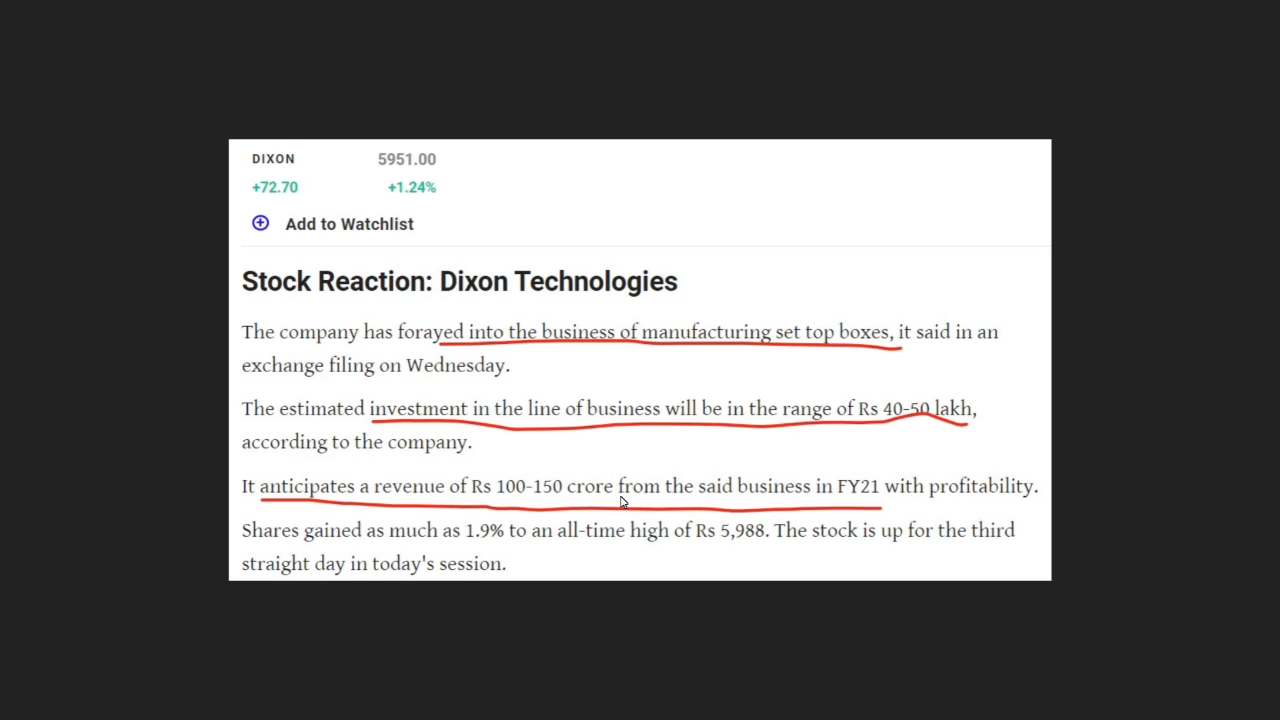 DIXON 5951.00
+72.70 +1.24%
Add to Watchlist
Stock Reaction: Dixon Technologies
The company has forayed into the business of manufacturing set top boxes, it said in an
exchange filing on Wednesday.
The estimated investment in the line of business will be in the range of Rs 40-50 lakh,
according to the company.
It anticipates a revenue of Rs 100-150 crore from the said business in FY21 with profitability.
Shares gained as much as 1.9% to an all-time high of Rs 5,988. The stock is up for the third
straight day in today's session.